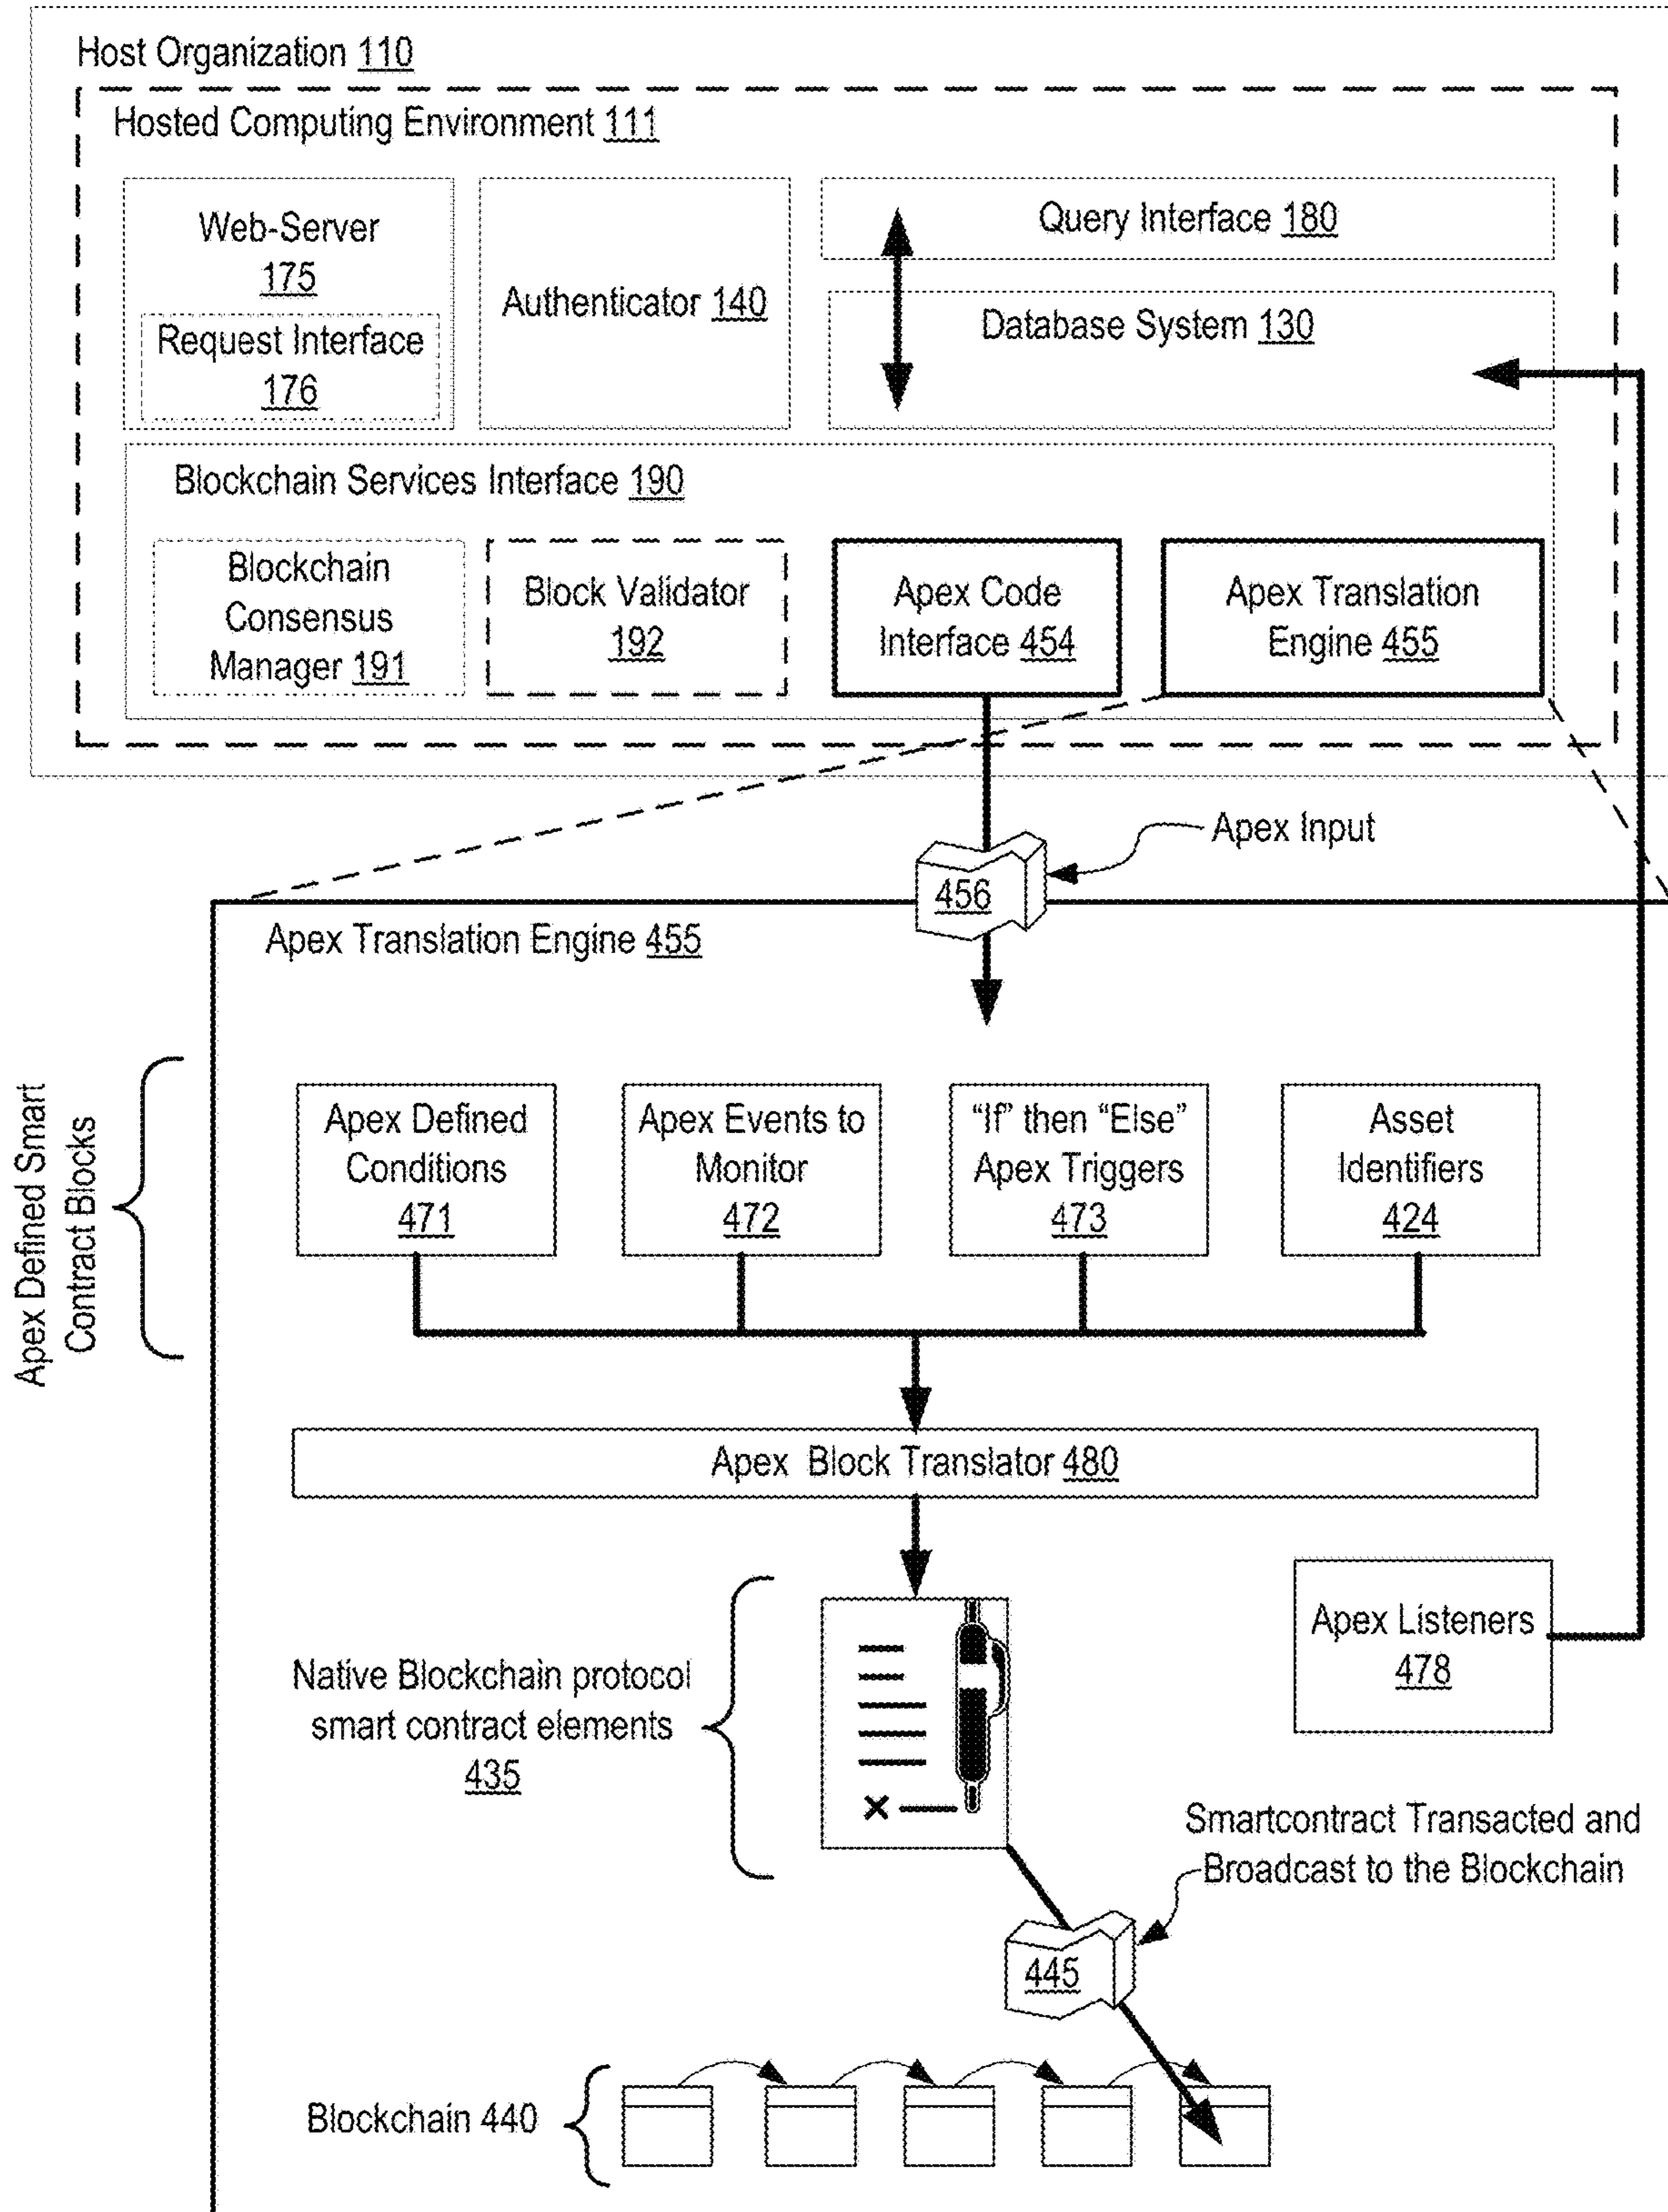 Host Organization 110
Hosted Computing Environment 111
Web-Server
175
Request Interface
176
Authenticator 140
Query Interface 180
Database System 130
Blockchain Services Interface 190
Blockchain
Consensus
Manager 191
Block Validator
192
Apex Code
Interface 454
Apex Translation
Engine 455
Apex Input
456
Apex Translation Engine 455
Apex Defined Smart
Contract Blocks
Apex Defined
Conditions
471
Apex Events to
Monitor
472
“If” then “Else”
Apex Triggers
473
Asset
Identifiers
424
Apex Block Translator 480
Native Blockchain protocol
smart contract elements
435
Apex Listeners
478
Smartcontract Transacted and
Broadcast to the Blockchain
445
Blockchain 440